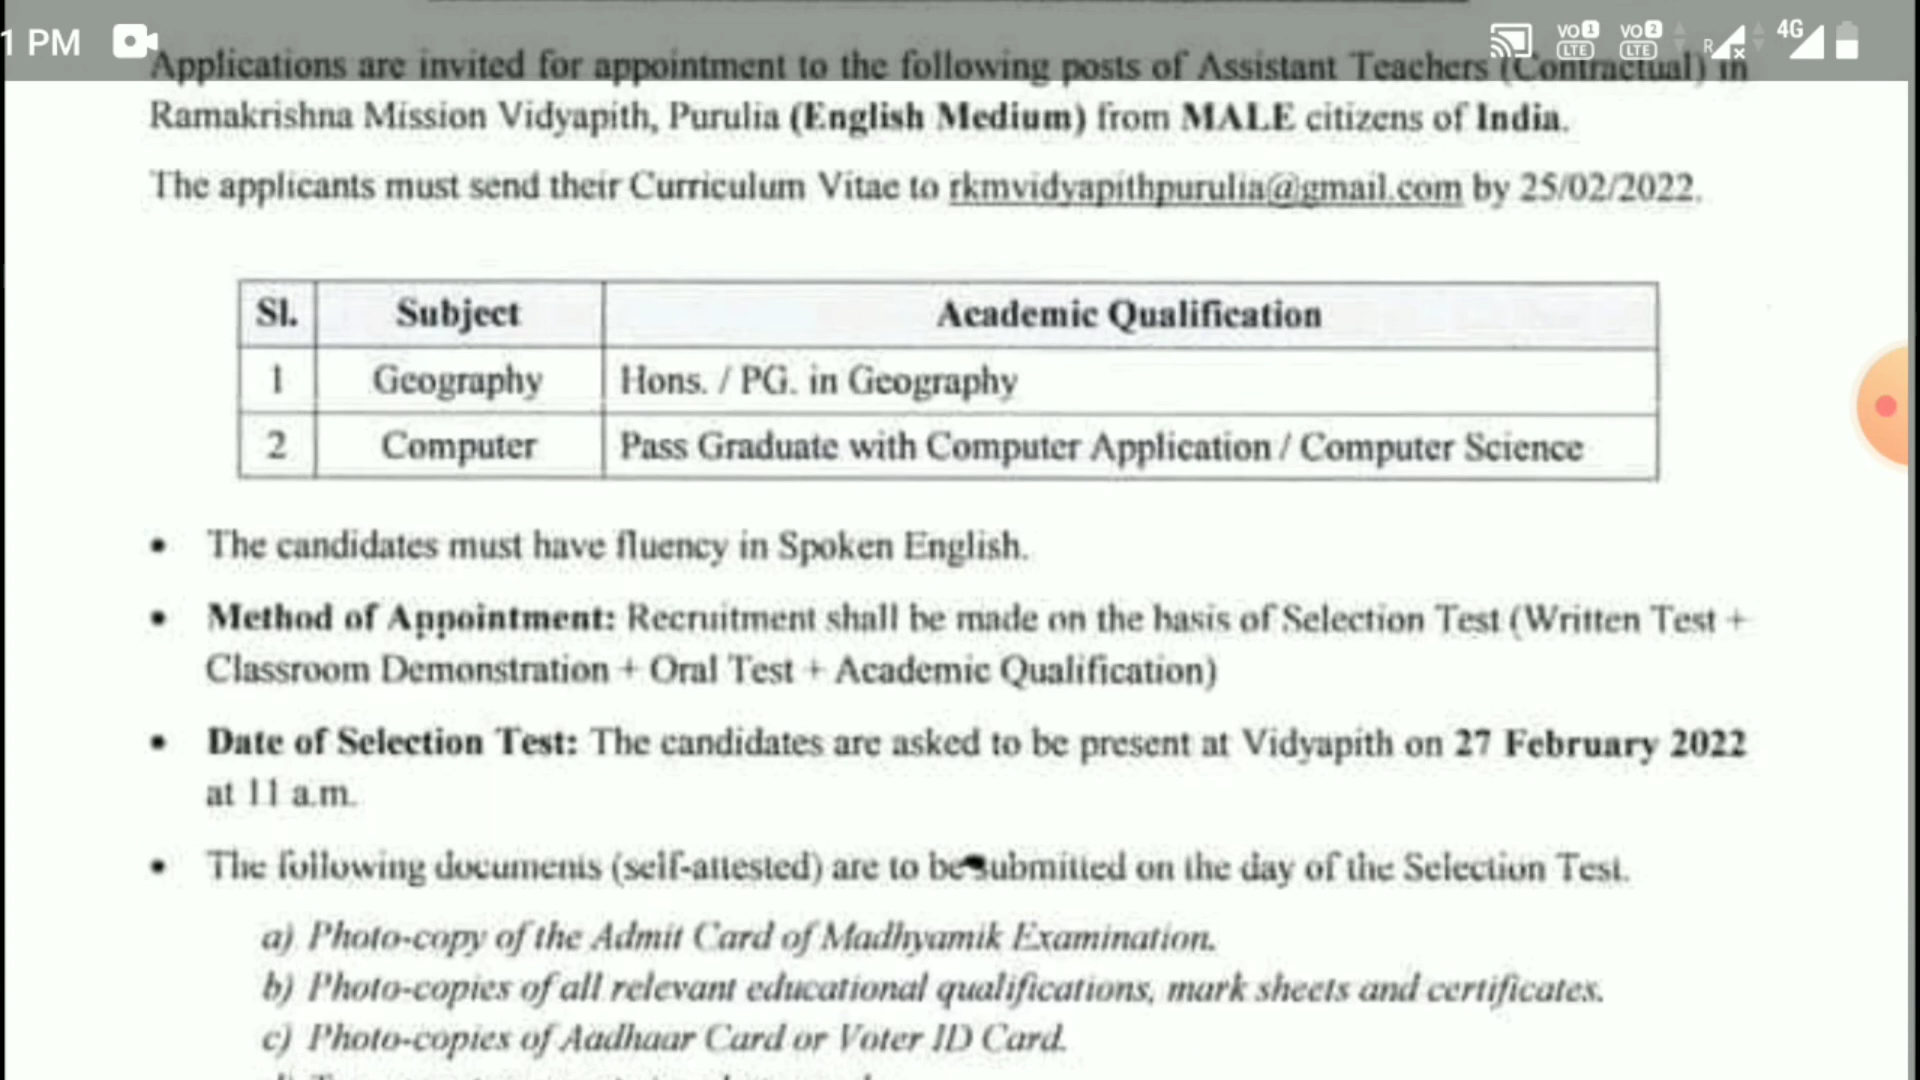 1 PM VO 1 LTE VO 2 LTE R 4G
Applications are invited for appointment to the following posts of Assistant Teachers (Contractual) in
Ramakrishna Mission Vidyapith, Purulia (English Medium) from MALE citizens of India.
The applicants must send their Curriculum Vitae to rkmvidyapithpurulia@gmail.com by 25/02/2022.
Sl. Subject Academic Qualification
1 Geography Hons. / PG. in Geography
2 Computer Pass Graduate with Computer Application / Computer Science
• The candidates must have fluency in Spoken English.
• Method of Appointment: Recruitment shall be made on the basis of Selection Test (Written Test +
Classroom Demonstration + Oral Test + Academic Qualification)
• Date of Selection Test: The candidates are asked to be present at Vidyapith on 27 February 2022
at 11 a.m.
• The following documents (self-attested) are to be submitted on the day of the Selection Test.
a) Photo-copy of the Admit Card of Madhyamik Examination.
b) Photo-copies of all relevant educational qualifications, mark sheets and certificates.
c) Photo-copies of Aadhaar Card or Voter ID Card.